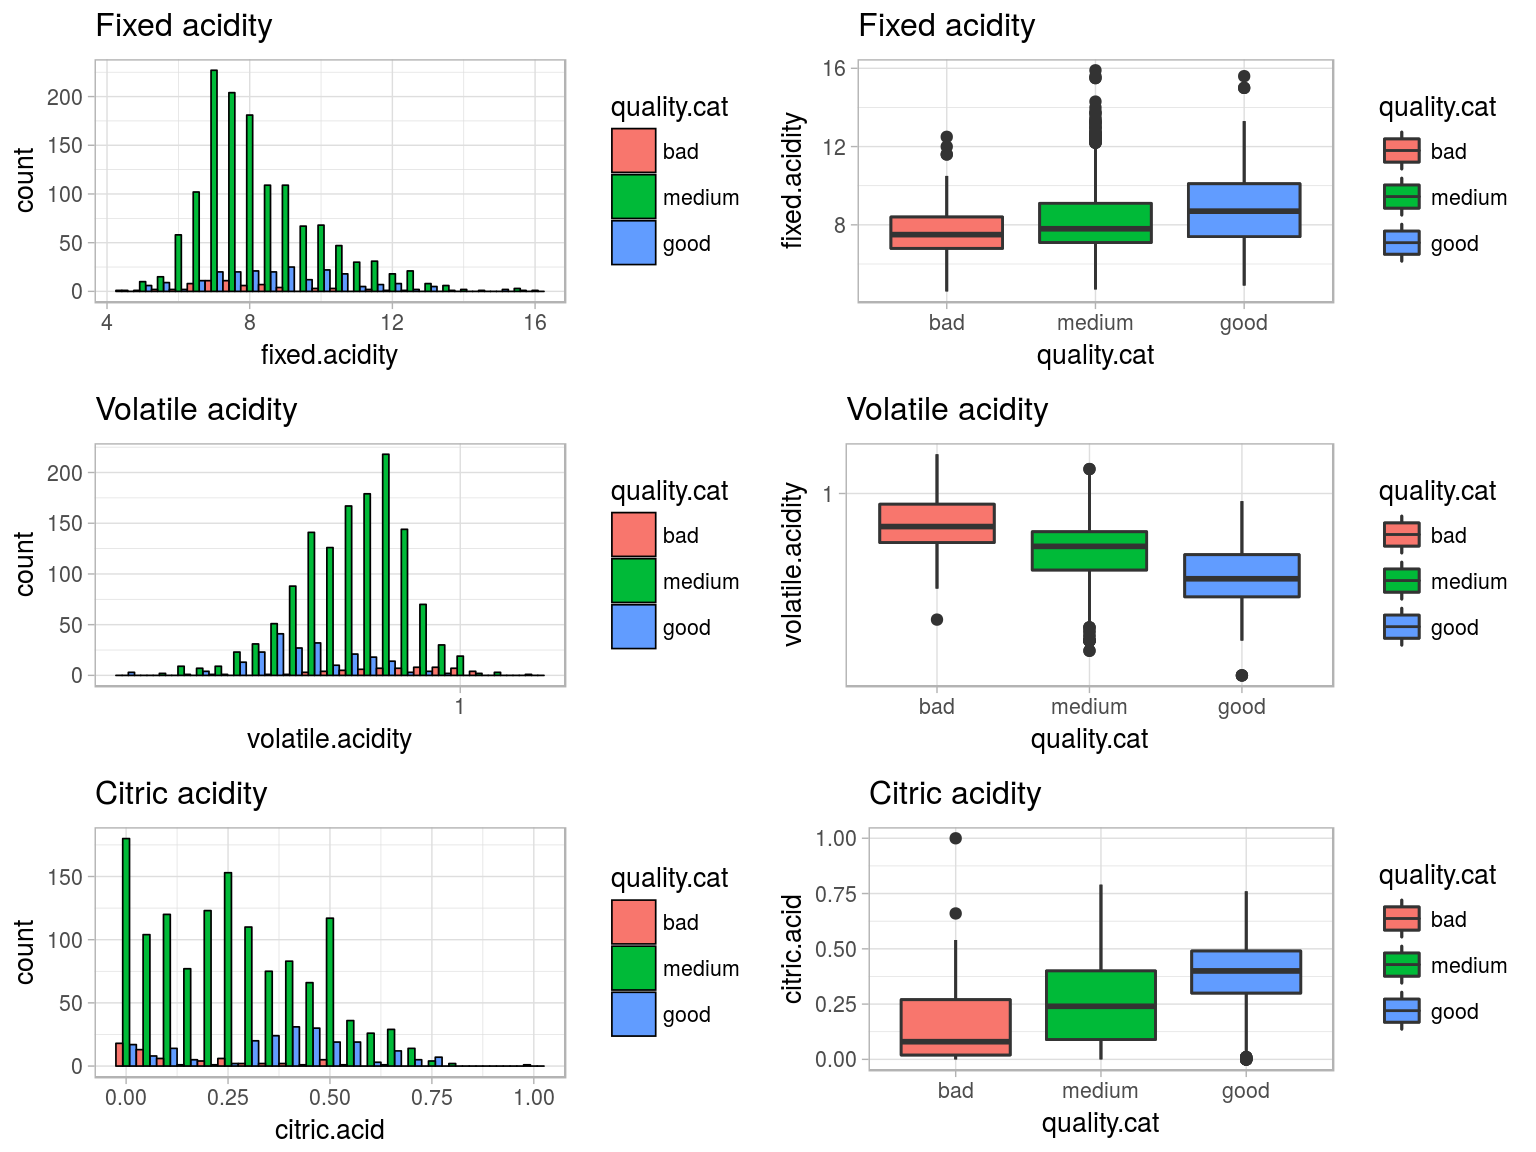 Fixed acidity
200
150
100
50
0
count
4 8 12 16
fixed.acidity
quality.cat
bad
medium
good
Fixed acidity
16
12
8
fixed.acidity
bad medium good
quality.cat
quality.cat
bad
medium
good
Volatile acidity
200
150
100
50
0
count
1
volatile.acidity
quality.cat
bad
medium
good
Volatile acidity
1
volatile.acidity
bad medium good
quality.cat
quality.cat
bad
medium
good
Citric acidity
150
100
50
0
count
0.00 0.25 0.50 0.75 1.00
citric.acid
quality.cat
bad
medium
good
Citric acidity
1.00
0.75
0.50
0.25
0.00
citric.acid
bad medium good
quality.cat
quality.cat
bad
medium
good